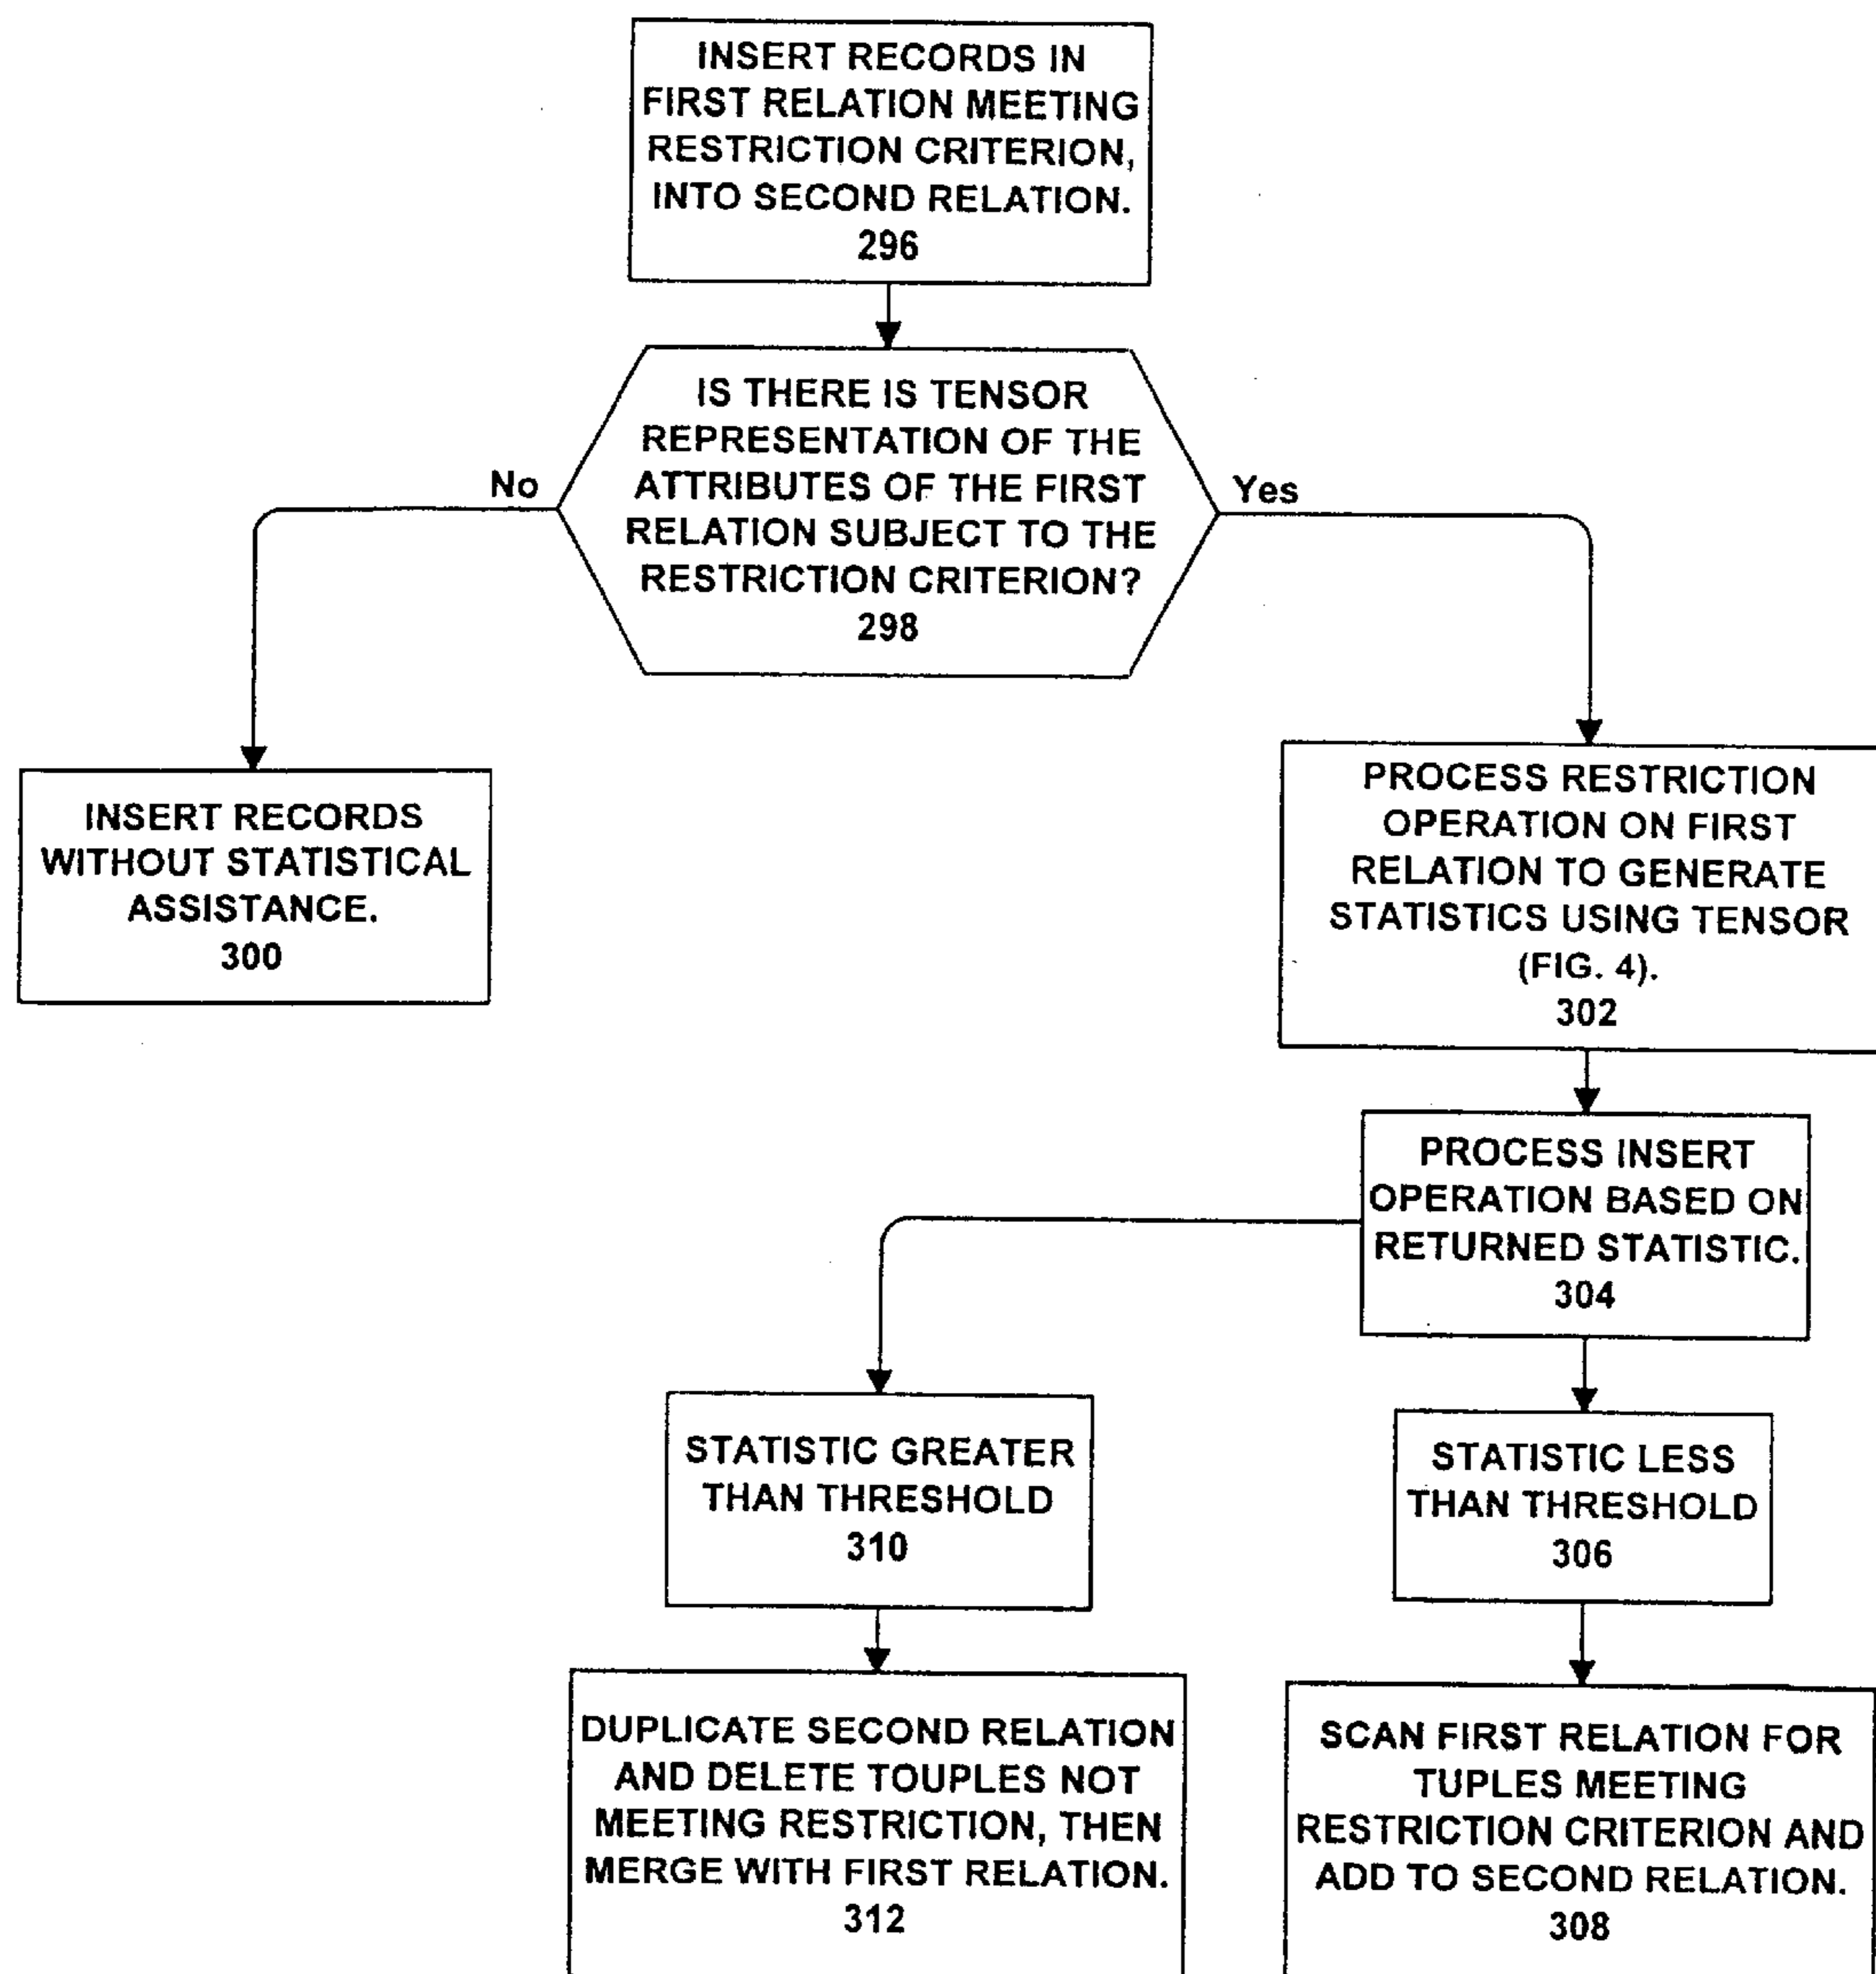 INSERT RECORDS IN
FIRST RELATION MEETING
RESTRICTION CRITERION,
INTO SECOND RELATION.
296
IS THERE IS TENSOR
REPRESENTATION OF THE
ATTRIBUTES OF THE FIRST
RELATION SUBJECT TO THE
RESTRICTION CRITERION?
298
No
Yes
INSERT RECORDS
WITHOUT STATISTICAL
ASSISTANCE.
300
PROCESS RESTRICTION
OPERATION ON FIRST
RELATION TO GENERATE
STATISTICS USING TENSOR
(FIG. 4).
302
PROCESS INSERT
OPERATION BASED ON
RETURNED STATISTIC.
304
STATISTIC GREATER
THAN THRESHOLD
310
STATISTIC LESS
THAN THRESHOLD
306
DUPLICATE SECOND RELATION
AND DELETE TOUPLES NOT
MEETING RESTRICTION, THEN
MERGE WITH FIRST RELATION.
312
SCAN FIRST RELATION FOR
TUPLES MEETING
RESTRICTION CRITERION AND
ADD TO SECOND RELATION.
308